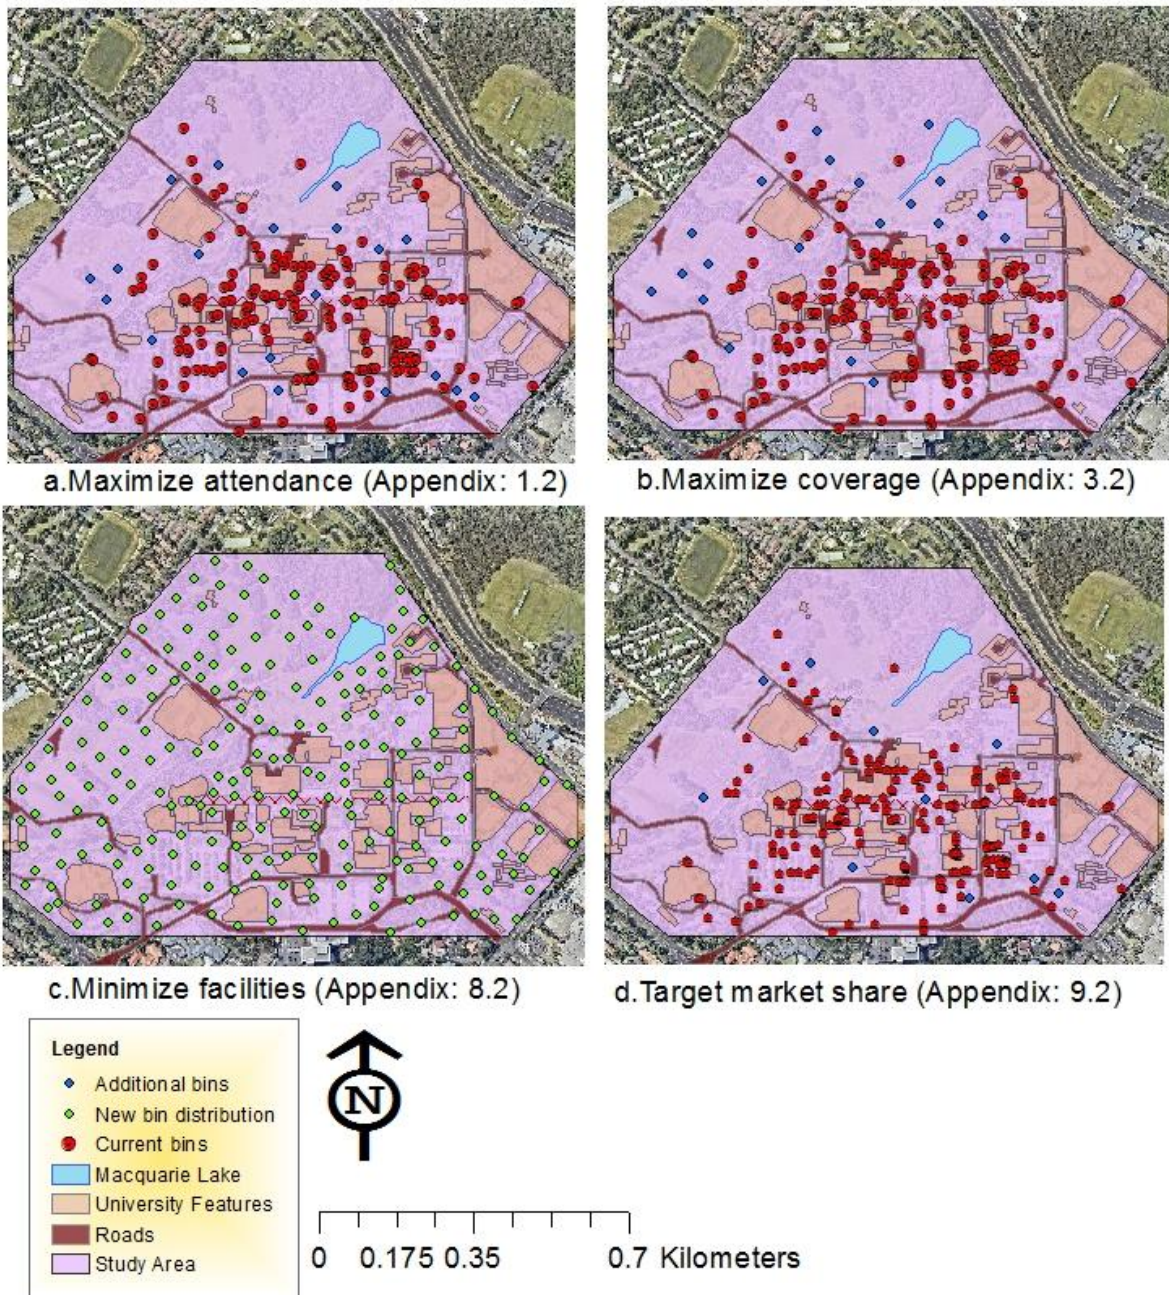 a.Maximize attendance (Appendix: 1.2)
b.Maximize coverage (Appendix: 3.2)
c.Minimize facilities (Appendix: 8.2)
d.Target market share (Appendix: 9.2)
Legend
Additional bins
New bin distribution
Current bins
Macquarie Lake
University Features
Roads
Study Area
N
0 0.175 0.35 0.7 Kilometers